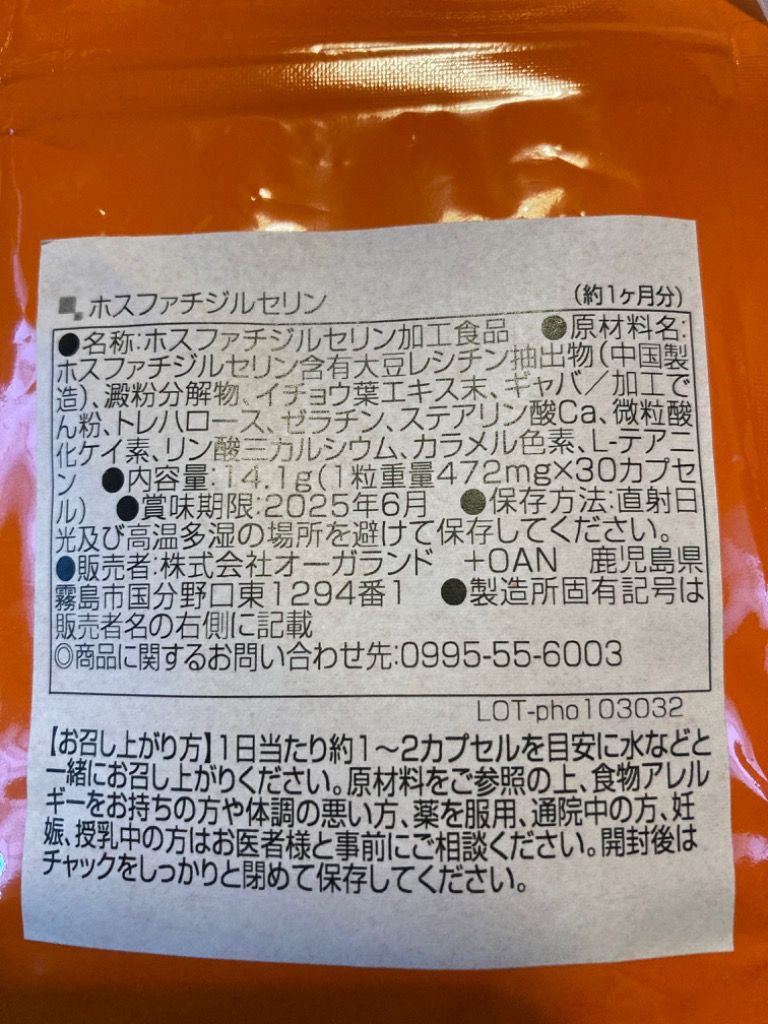 ホスファチジルセリン (約1ヶ月分)
●名称:ホスファチジルセリン加工食品 ●原材料名:
ホスファチジルセリン含有大豆レシチン抽出物(中国製
造)、澱粉分解物、イチョウ葉エキス末、ギャバ/加工で
ん粉、トレハロース、ゼラチン、ステアリン酸Ca、微粒酸
化ケイ素、リン酸三カルシウム、カラメル色素、L-テアニ
ン ●内容量:14.1g(1粒重量472mg×30カプセ
ル) ●賞味期限:2025年6月 ●保存方法:直射日
光及び高温多湿の場所を避けて保存してください。
●販売者:株式会社オーガランド +OAN 鹿児島県
霧島市国分野口東1294番1 ●製造所固有記号は
販売者名の右側に記載
◎商品に関するお問い合わせ先:0995-55-6003
LOT-pho103032
【お召し上がり方】1日当たり約1〜2カプセルを目安に水などと
一緒にお召し上がりください。原材料をご参照の上、食物アレル
ギーをお持ちの方や体調の悪い方、薬を服用、通院中の方、妊
娠、授乳中の方はお医者様と事前にご相談ください。開封後は
チャックをしっかりと閉めて保存してください。